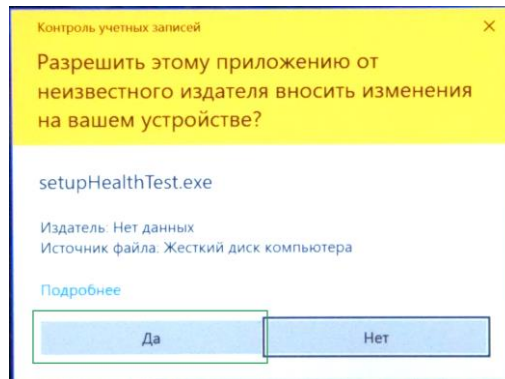 Контроль учетных записей
Разрешить этому приложению от
неизвестного издателя вносить изменения
на вашем устройстве?
setupHealthTest.exe
Издатель: Нет данных
Источник файла: Жесткий диск компьютера
Подробнее
Да
Нет